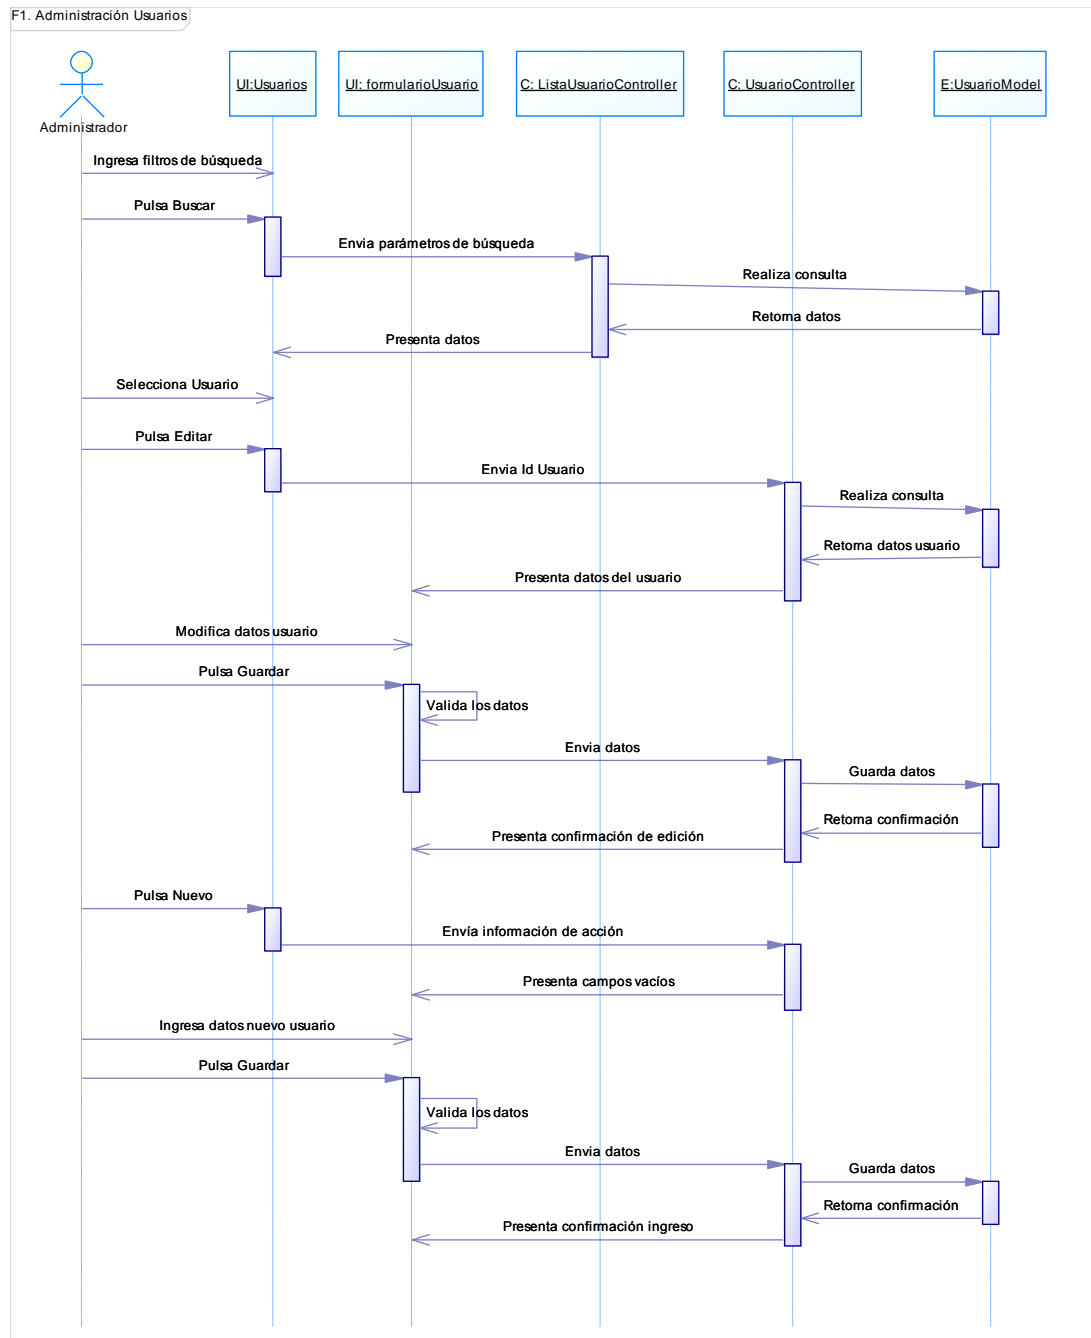 F1. Administración Usuarios
Administrador
UI:Usuarios
UI: formularioUsuario
C: ListaUsuarioController
C: UsuarioController
E:UsuarioModel
Ingresa filtros de búsqueda
Pulsa Buscar
Envia parámetros de búsqueda
Realiza consulta
Retorna datos
Presenta datos
Selecciona Usuario
Pulsa Editar
Envia Id Usuario
Realiza consulta
Retorna datos usuario
Presenta datos del usuario
Modifica datos usuario
Pulsa Guardar
Valida los datos
Envia datos
Guarda datos
Retorna confirmación
Presenta confirmación de edición
Pulsa Nuevo
Envía información de acción
Presenta campos vacíos
Ingresa datos nuevo usuario
Pulsa Guardar
Valida los datos
Envia datos
Guarda datos
Retorna confirmación
Presenta confirmación ingreso